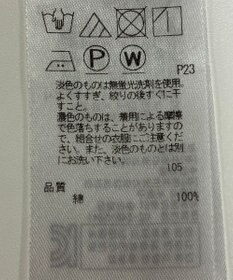 P W P23
淡色のものは無蛍光洗剤を使用。
よくすすぎ、絞りの後すぐ干
すこと。
濃色のものは、着用による摩擦
で色落ちすることがありますの
で、組合せの衣服にご注意くだ
さい。また、淡色のものとは別
にお洗い下さい。
105
品質
綿 100%